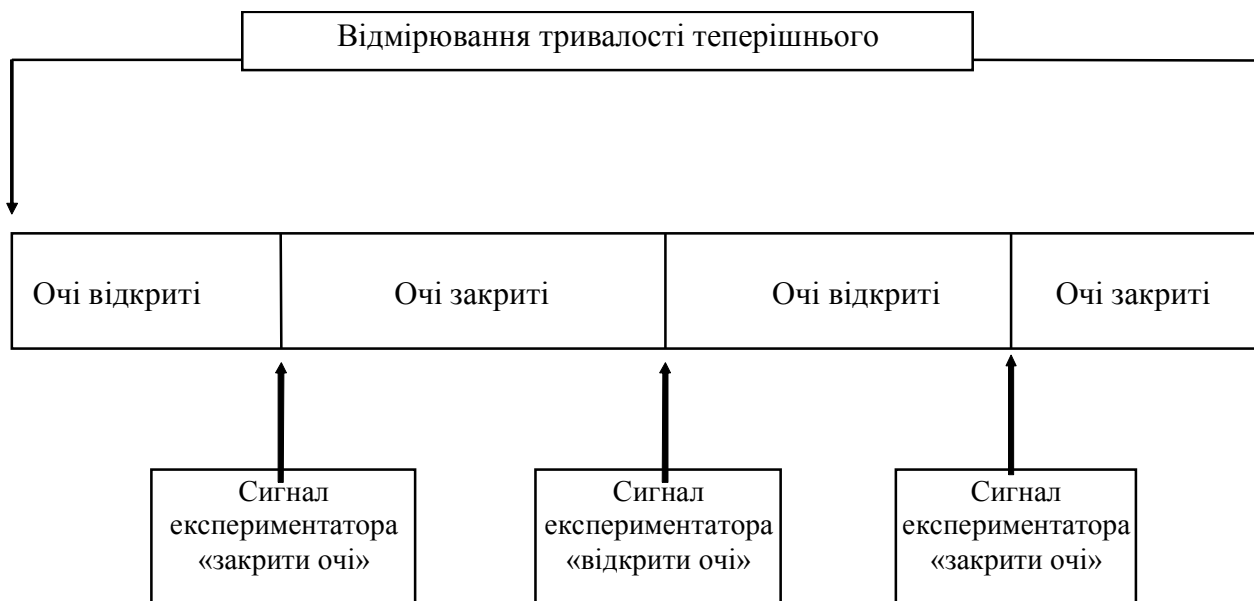 Відмірювання тривалості теперішнього
Очі відкриті
Очі закриті
Очі відкриті
Очі закриті
Сигнал
експериментатора
«закрити очі»
Сигнал
експериментатора
«відкрити очі»
Сигнал
експериментатора
«закрити очі»